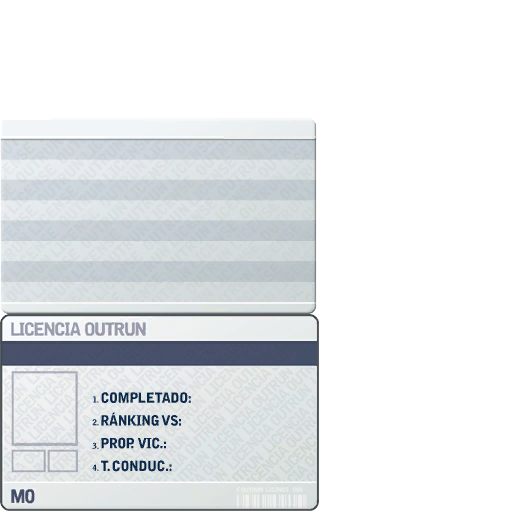 LICENCIA OUTRUN
1. COMPLETADO:
2. RÁNKING VS:
3. PROP. VIC.:
4. T. CONDUC.:
MO